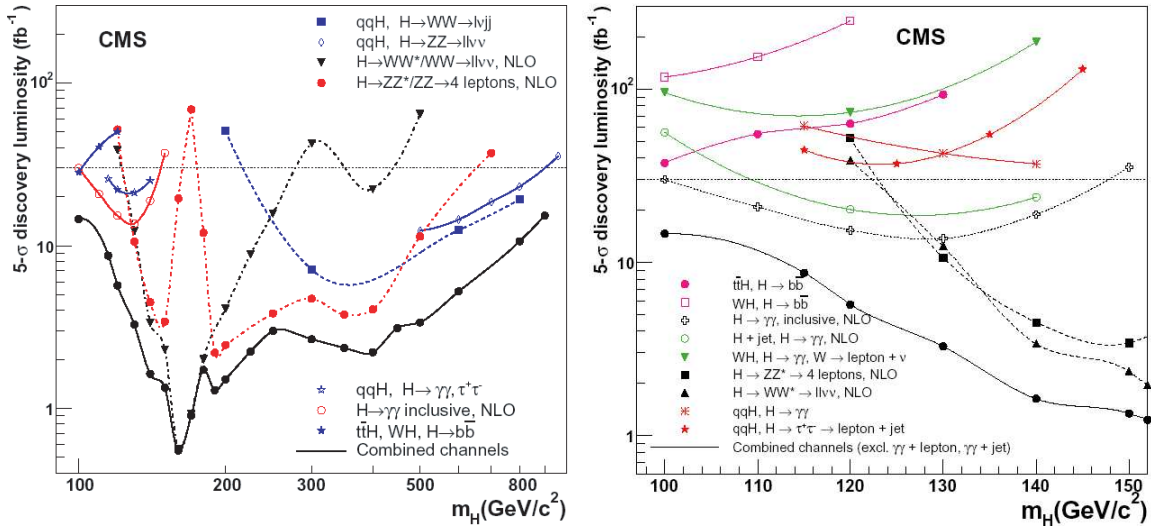 5-σ discovery luminosity (fb⁻¹)
CMS
qqH, H→WW→lνjj
qqH, H→ZZ→llνν
H→WW*/WW→llνν, NLO
H→ZZ*/ZZ→4 leptons, NLO
10²
10
1
qqH, H→γγ, τ⁺τ⁻
H→γγ inclusive, NLO
tt̄H, WH, H→bb̄
Combined channels
100 200 300 400 500 800
m_H(GeV/c²)
5-σ discovery luminosity (fb⁻¹)
CMS
10²
10
1
tt̄H, H → bb̄
WH, H → bb̄
H → γγ, inclusive, NLO
H + jet, H → γγ, NLO
WH, H → γγ, W → lepton + ν
H → ZZ* → 4 leptons, NLO
H → WW* → llνν, NLO
qqH, H → γγ
qqH, H → τ⁺τ⁻ → lepton + jet
Combined channels (excl. γγ + lepton, γγ + jet)
100 110 120 130 140 150
m_H(GeV/c²)